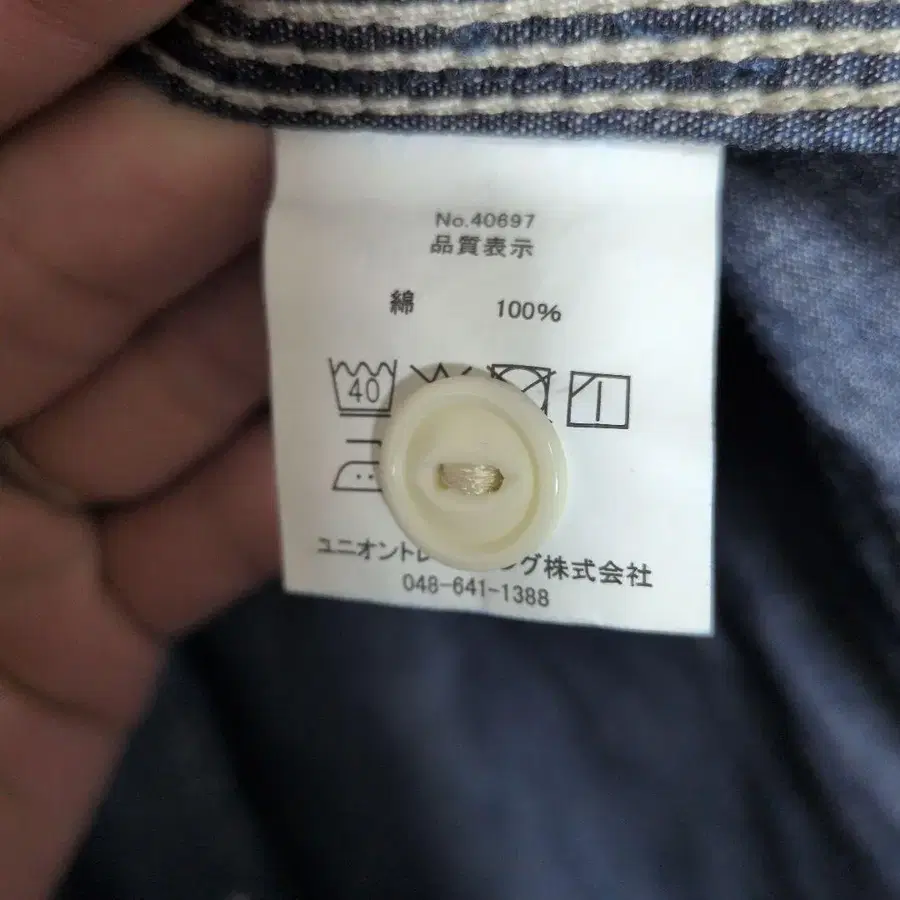 No.40697
品質表示
綿 100%
40
ユニオントレ ング株式会社
048-641-1388